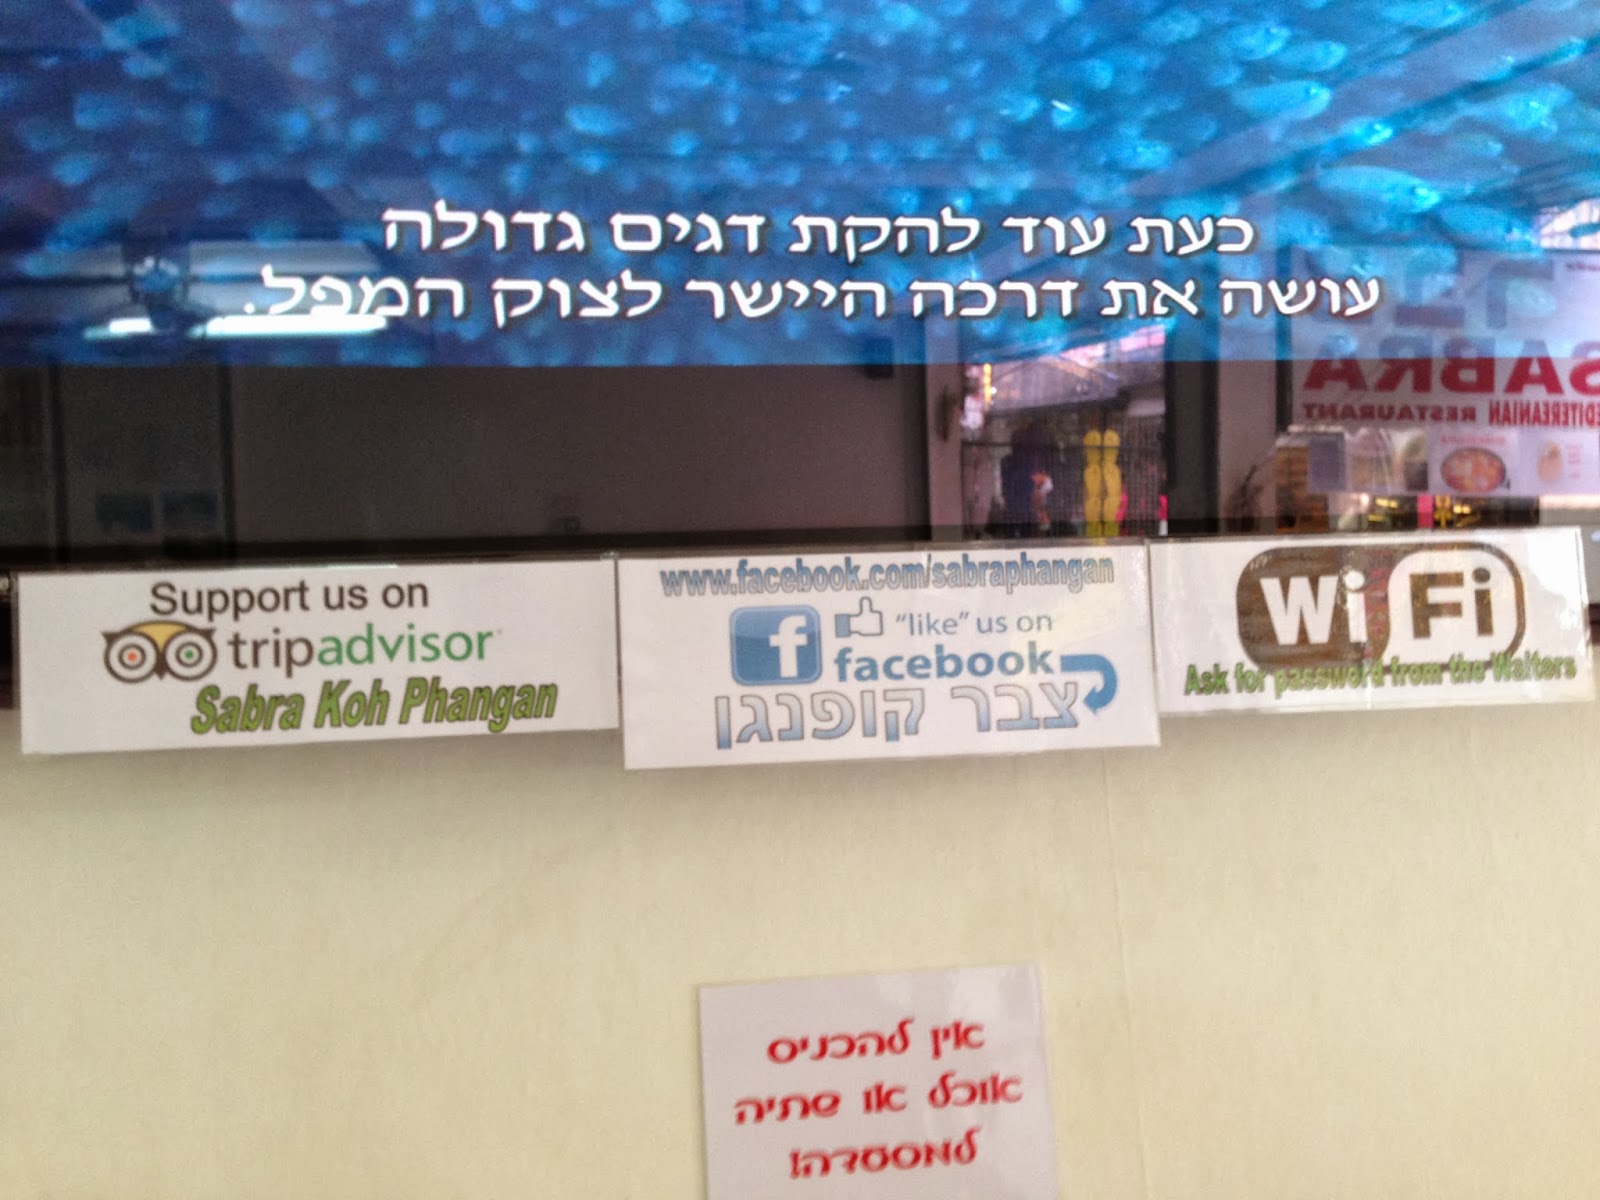 כעת עוד להקת דגים גדולה
עושה את דרכה היישר לצוק המפל.
SABRA
RESTAURANT
Support us on
tripadvisor
Sabra Koh Phangan
www.facebook.com/sabraphangan
"like" us on
facebook
צבר קופנגן
WiFi
Ask for password from the Waiters
אין להכניס
אוכל או שתיה
למסעדה!